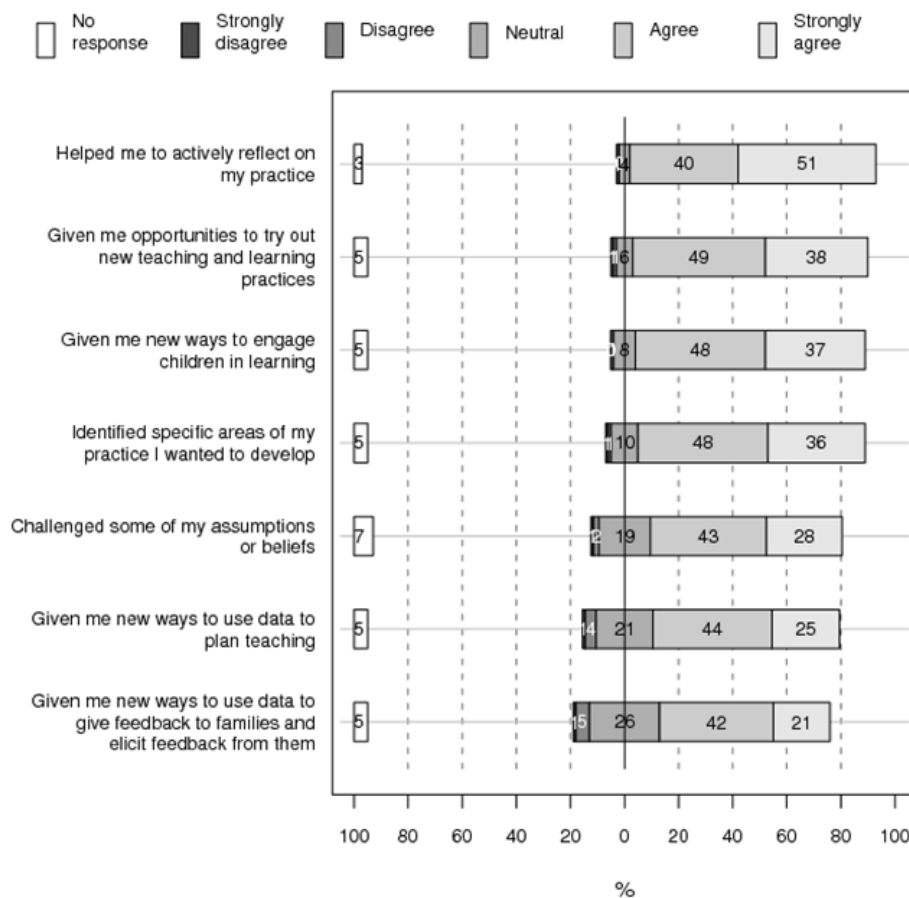 No
response
Strongly
disagree
Disagree
Neutral
Agree
Strongly
agree
Helped me to actively reflect on
my practice
3 4 40 51
Given me opportunities to try out
new teaching and learning
practices
5 1 6 49 38
Given me new ways to engage
children in learning
5 0 8 48 37
Identified specific areas of my
practice I wanted to develop
5 1 10 48 36
Challenged some of my assumptions
or beliefs
7 2 19 43 28
Given me new ways to use data to
plan teaching
5 1 4 21 44 25
Given me new ways to use data to
give feedback to families and
elicit feedback from them
5 1 5 26 42 21
100 80 60 40 20 0 20 40 60 80 100
%